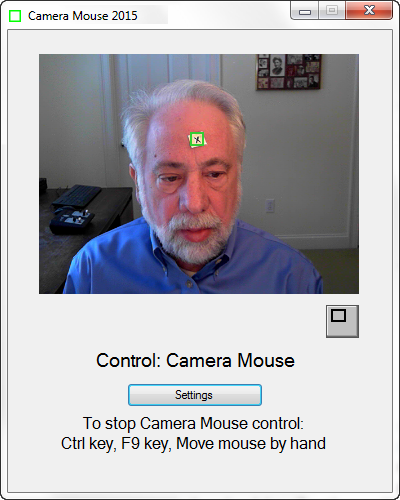 Camera Mouse 2015
Control: Camera Mouse
Settings
To stop Camera Mouse control:
Ctrl key, F9 key, Move mouse by hand